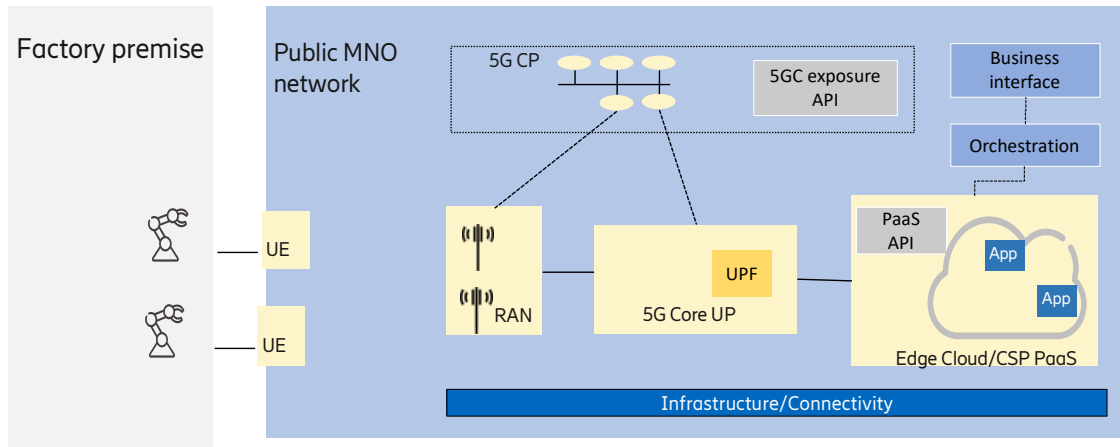 Factory premise
Public MNO
network
5G CP
5GC exposure
API
Business
interface
Orchestration
UE
UE
RAN
UPF
5G Core UP
PaaS
API
App
App
Edge Cloud/CSP PaaS
Infrastructure/Connectivity